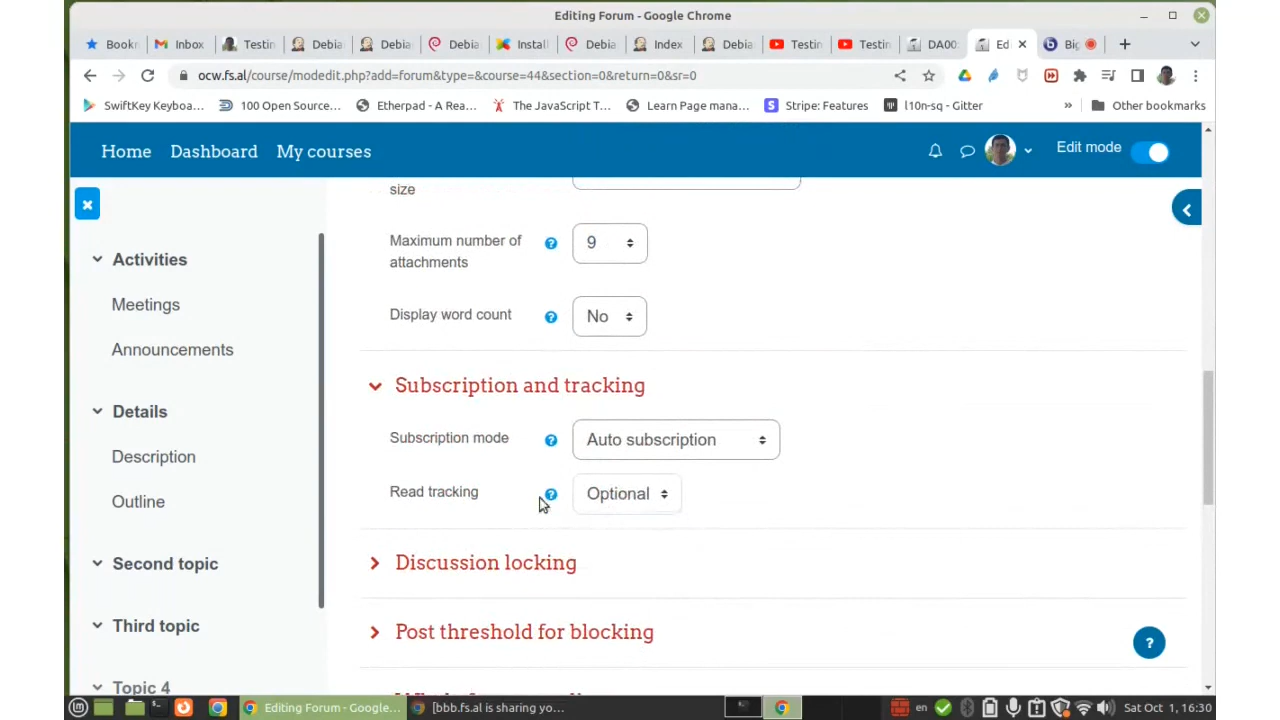 Editing Forum - Google Chrome
Bookr
Inbox
Testin
Debia
Debia
Debia
Install
Debia
Index
Debia
Testin
Testin
DA00
Ed
Big
ocw.fs.al/course/modedit.php?add=forum&type=&course=44&section=0&return=0&sr=0
SwiftKey Keyboa...
100 Open Source...
Etherpad - A Rea...
The JavaScript T...
Learn Page mana...
Stripe: Features
l10n-sq - Gitter
»
Other bookmarks
Home
Dashboard
My courses
Edit mode
size
Activities
Maximum number of
attachments
9
Meetings
Display word count
No
Announcements
Subscription and tracking
Details
Subscription mode
Auto subscription
Description
Read tracking
Optional
Outline
Discussion locking
Second topic
Third topic
Post threshold for blocking
?
Topic 4
Editing Forum - Google...
[bbb.fs.al is sharing yo...
en
Sat Oct 1, 16:30